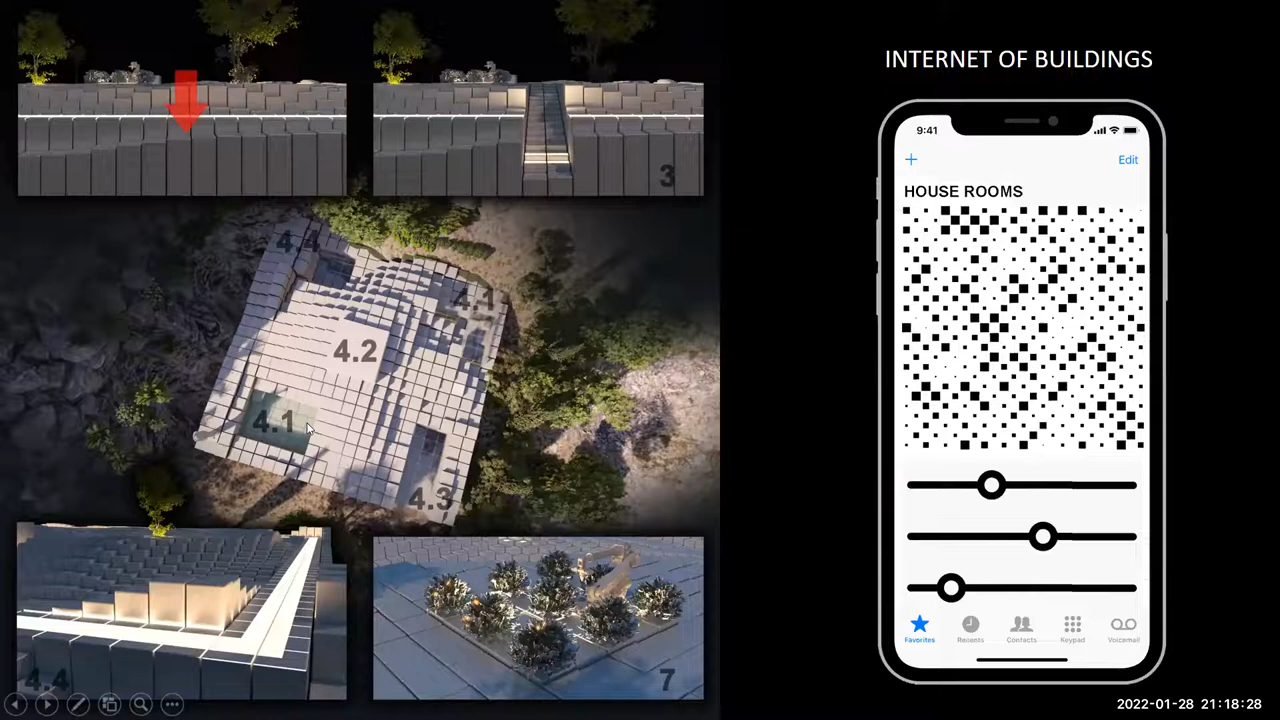 INTERNET OF BUILDINGS
9:41
+
Edit
HOUSE ROOMS
3
4.4
4.1
4.2
4.1
4.3
4.4
7
Favorites
Recents
Contacts
Keypad
Voicemail
2022-01-28 21:18:28